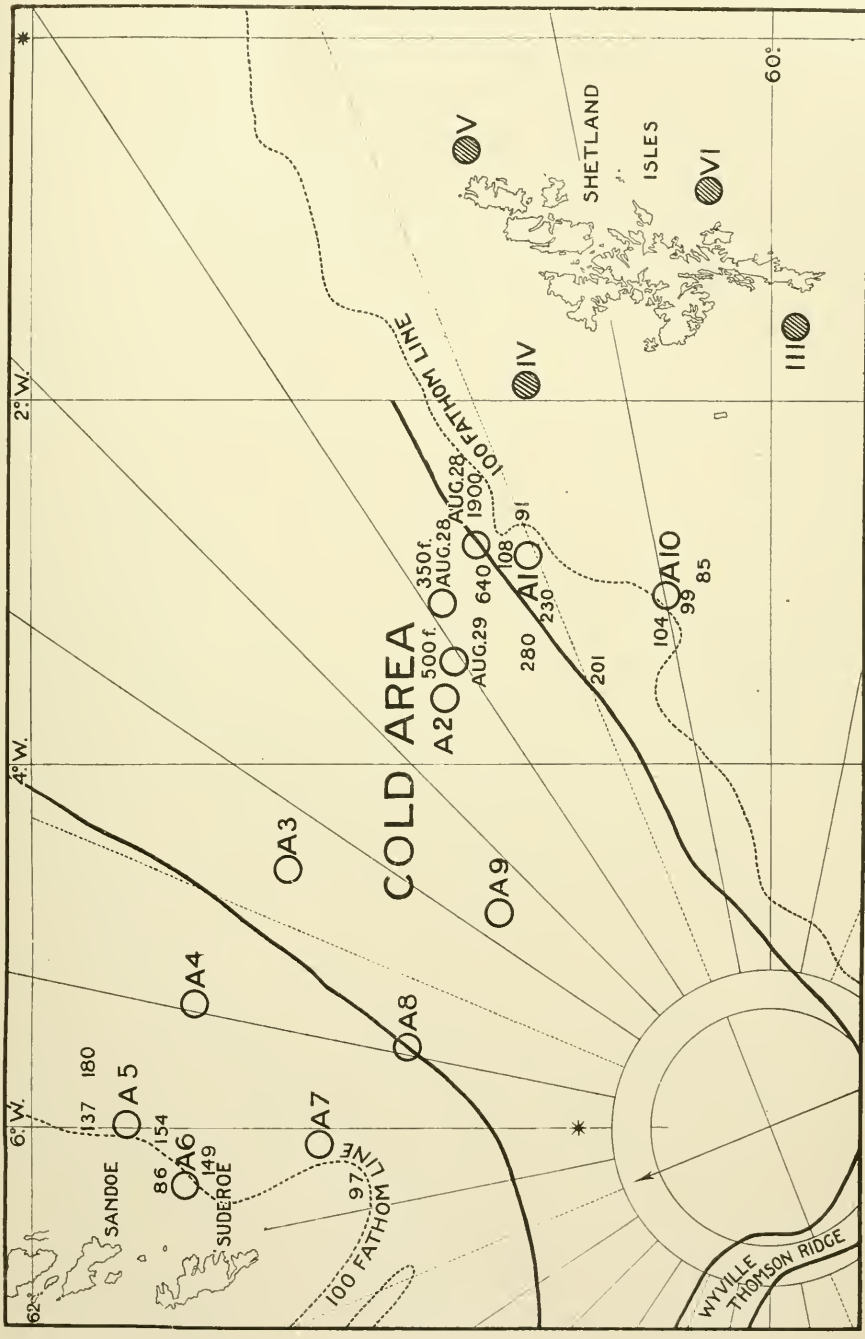 62°
6° W.
4° W.
2° W.
60°
SANDOE
SUDEROE
137
180
A5
154
86
A6
149
A7
97
100 FATHOM LINE
A4
A8
A3
A9
COLD AREA
A2
500 f.
AUG. 29
350 f.
AUG. 28
AUG. 28
1900
640
108
A1
91
230
280
201
100 FATHOM LINE
104
A10
99
85
IV
V
VI
III
SHETLAND
ISLES
WYVILLE
THOMSON RIDGE